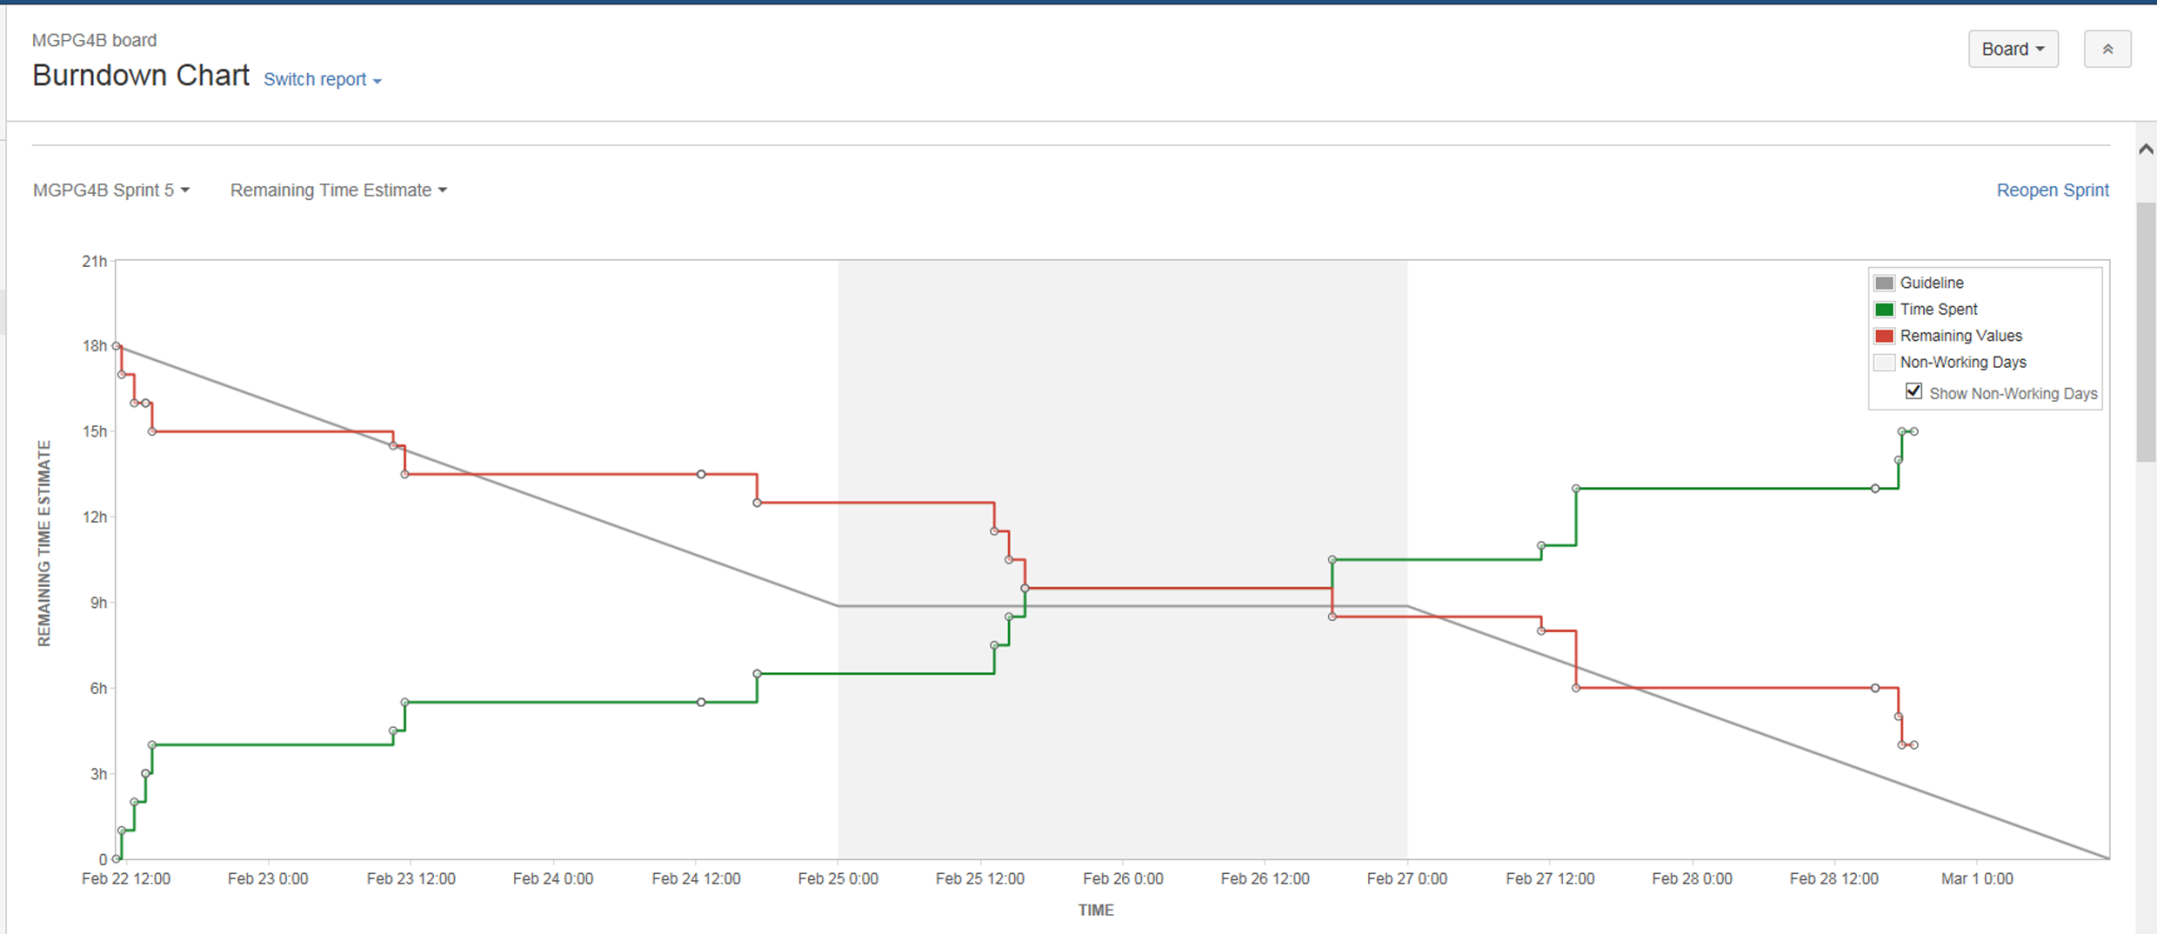 MGPG4B board
Board
Burndown Chart Switch report
MGPG4B Sprint 5 Remaining Time Estimate Reopen Sprint
21h
18h
15h
12h
9h
6h
3h
0
REMAINING TIME ESTIMATE
Guideline
Time Spent
Remaining Values
Non-Working Days
Show Non-Working Days
Feb 22 12:00 Feb 23 0:00 Feb 23 12:00 Feb 24 0:00 Feb 24 12:00 Feb 25 0:00 Feb 25 12:00 Feb 26 0:00 Feb 26 12:00 Feb 27 0:00 Feb 27 12:00 Feb 28 0:00 Feb 28 12:00 Mar 1 0:00
TIME